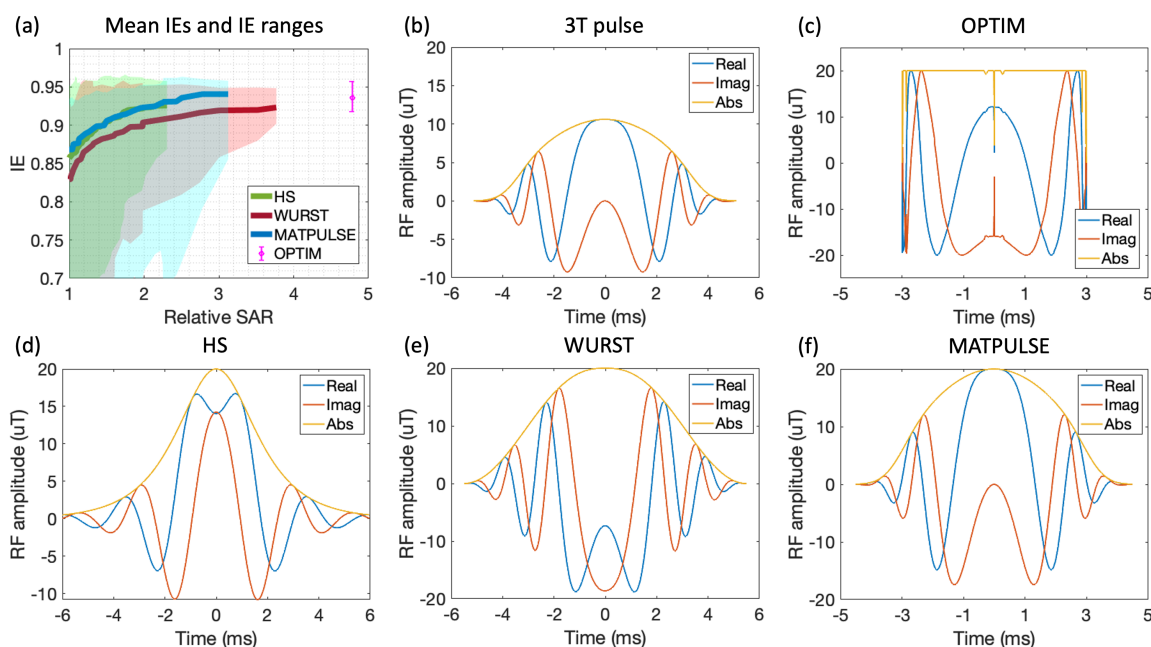 (a) Mean IEs and IE ranges
1
0.95
0.9
0.85
0.8
0.75
0.7
IE
HS
WURST
MATPULSE
OPTIM
1 2 3 4 5
Relative SAR
(b) 3T pulse
20
15
10
5
0
-5
-10
RF amplitude (uT)
Real
Imag
Abs
-6 -4 -2 0 2 4 6
Time (ms)
(c) OPTIM
20
10
0
-10
-20
RF amplitude (uT)
Real
Imag
Abs
-5 -3 -1 1 3 5
Time (ms)
(d) HS
20
15
10
5
0
-5
-10
RF amplitude (uT)
Real
Imag
Abs
-6 -4 -2 0 2 4 6
Time (ms)
(e) WURST
20
10
0
-10
-20
RF amplitude (uT)
Real
Imag
Abs
-6 -4 -2 0 2 4 6
Time (ms)
(f) MATPULSE
20
10
0
-10
-20
RF amplitude (uT)
Real
Imag
Abs
-5 -3 -1 1 3 5
Time (ms)